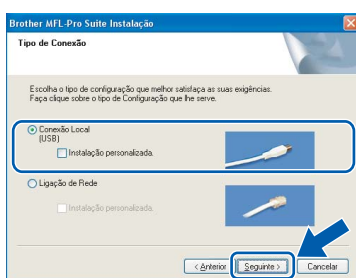 Brother MFL-Pro Suite Instalação
Tipo de Conexão
Escolha o tipo de configuração que melhor satisfaça as suas exigências.
Faça clique sobre o tipo de Configuração que lhe serve.
Conexão Local
(USB)
Instalação personalizada.
Ligação de Rede
Instalação personalizada.
< Anterior
Seguinte >
Cancelar